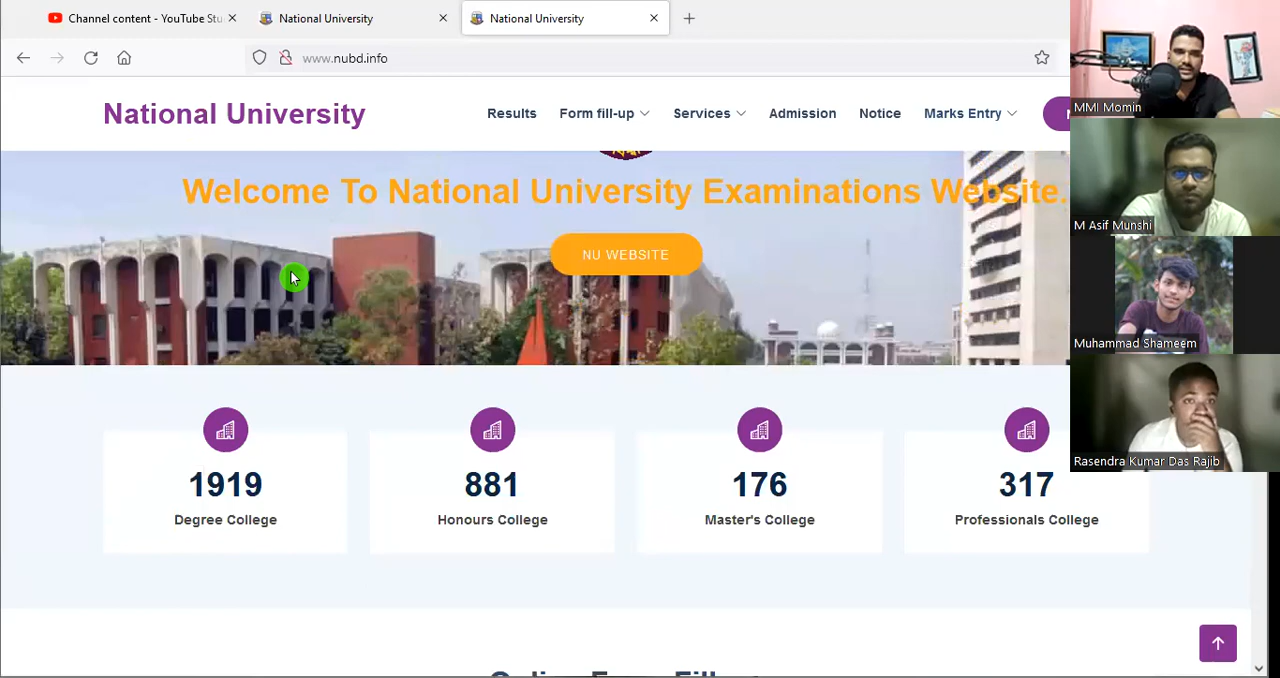 Channel content - YouTube Stu
National University
National University
www.nubd.info
National University
Results
Form fill-up
Services
Admission
Notice
Marks Entry
Welcome To National University Examinations Website.
NU WEBSITE
1919
Degree College
881
Honours College
176
Master's College
317
Professionals College
MMI Momin
M Asif Munshi
Muhammad Shameem
Rasendra Kumar Das Rajib